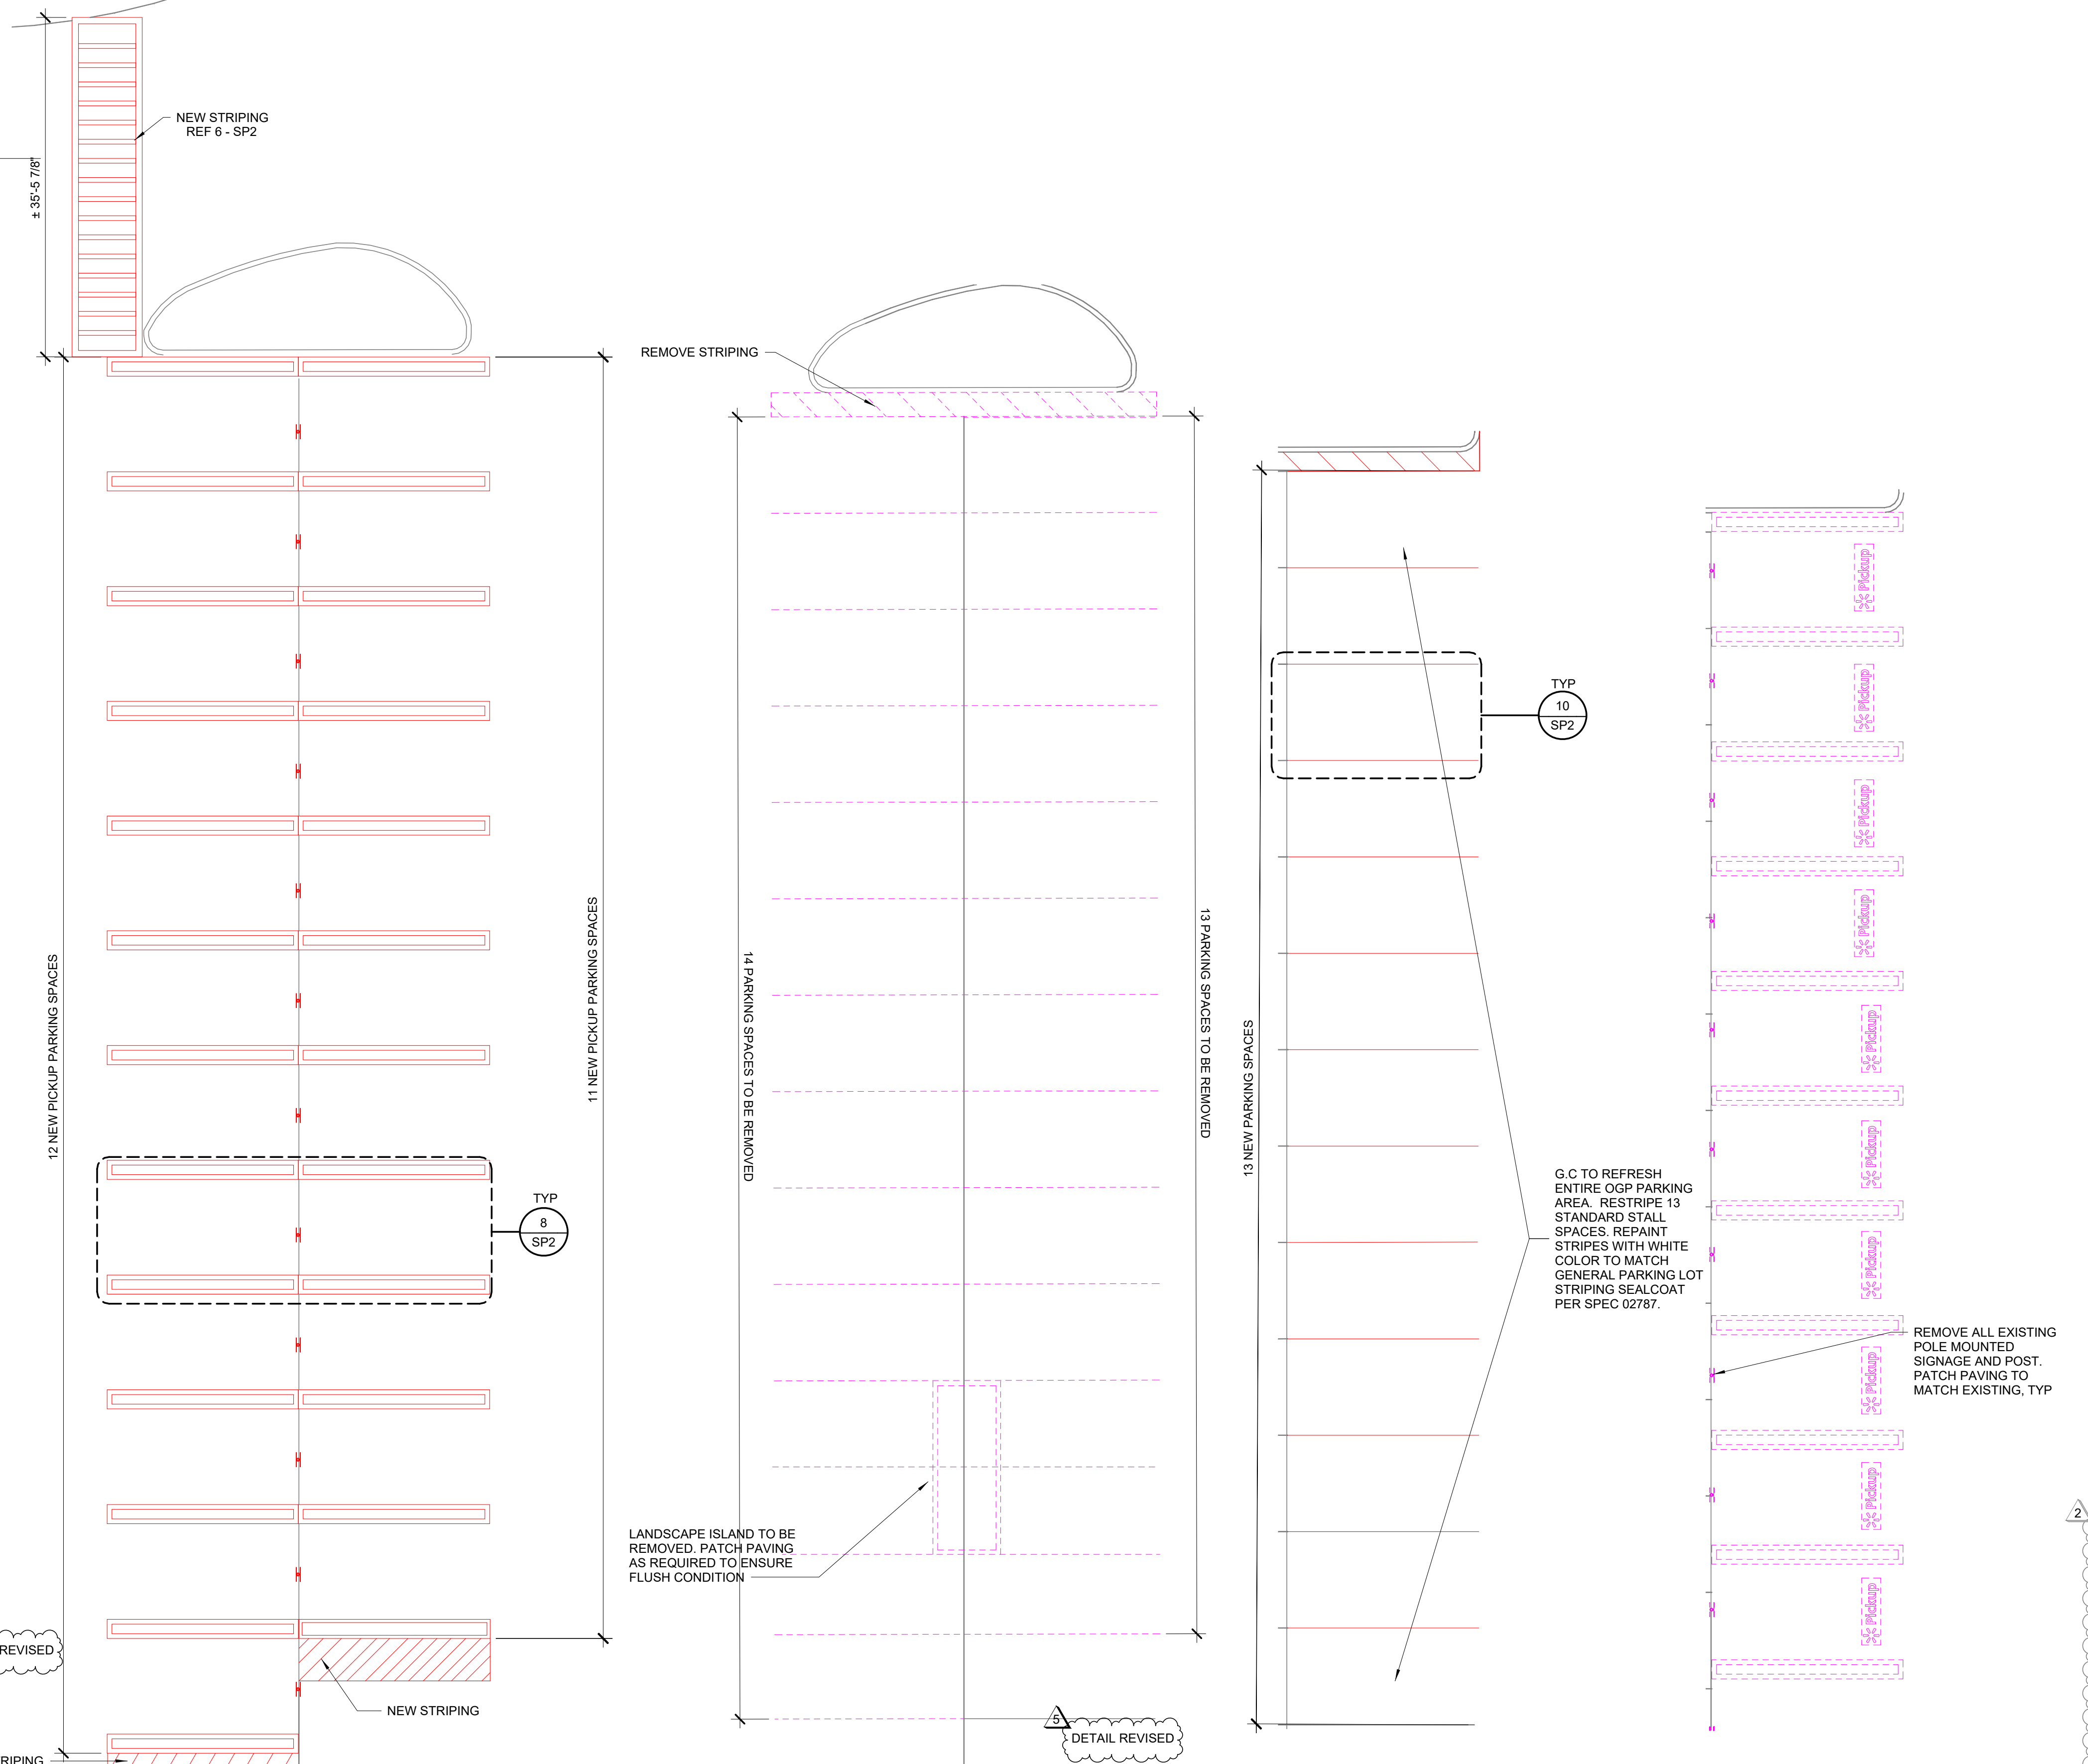 NEW STRIPING
REF 6 - SP2
± 35'-5 7/8"
12 NEW PICKUP PARKING SPACES
11 NEW PICKUP PARKING SPACES
TYP
8
SP2
REVISED
NEW STRIPING
RIPING
REMOVE STRIPING
14 PARKING SPACES TO BE REMOVED
13 PARKING SPACES TO BE REMOVED
LANDSCAPE ISLAND TO BE
REMOVED. PATCH PAVING
AS REQUIRED TO ENSURE
FLUSH CONDITION
5
DETAIL REVISED
13 NEW PARKING SPACES
TYP
10
SP2
G.C TO REFRESH
ENTIRE OGP PARKING
AREA. RESTRIPE 13
STANDARD STALL
SPACES. REPAINT
STRIPES WITH WHITE
COLOR TO MATCH
GENERAL PARKING LOT
STRIPING SEALCOAT
PER SPEC 02787.
Pickup
Pickup
Pickup
Pickup
Pickup
Pickup
Pickup
Pickup
Pickup
Pickup
REMOVE ALL EXISTING
POLE MOUNTED
SIGNAGE AND POST.
PATCH PAVING TO
MATCH EXISTING, TYP
2